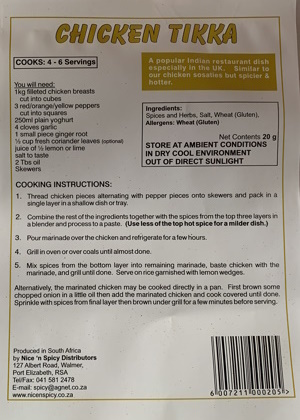 CHICKEN TIKKA
COOKS: 4 - 6 Servings
A popular Indian restaurant dish
especially in the UK. Similar to
our chicken sosalies but spicier &
hotter.
You will need:
1kg filleted chicken breasts
cut into cubes
3 red/orange/yellow peppers
cut into squares
250ml plain yoghurt
4 cloves garlic
1 small piece ginger root
½ cup fresh coriander leaves (optional)
juice of ½ lemon or lime
salt to taste
2 Tbs oil
Skewers
Ingredients:
Spices and Herbs, Salt, Wheat (Gluten),
Allergens: Wheat (Gluten)
Net Contents 20 g
STORE AT AMBIENT CONDITIONS
IN DRY COOL ENVIRONMENT
OUT OF DIRECT SUNLIGHT
COOKING INSTRUCTIONS:
1. Thread chicken pieces alternating with pepper pieces onto skewers and pack in
a single layer in a shallow dish or tray.
2. Combine the rest of the ingredients together with the spices from the top three layers in
a blender and process to a paste. (Use less of the top hot spice for a milder dish.)
3. Pour marinade over the chicken and refrigerate for a few hours.
4. Grill in oven or over coals until almost done.
5. Mix spices from the bottom layer into remaining marinade, baste chicken with the
marinade, and grill until done. Serve on rice garnished with lemon wedges.
Alternatively, the marinated chicken may be cooked directly in a pan. First brown some
chopped onion in a little oil then add the marinated chicken and cook covered until done.
Sprinkle with spices from final layer then brown under grill for a few minutes before serving.
Produced in South Africa
by Nice 'n Spicy Distributors
127 Albert Road, Walmer,
Port Elizabeth, RSA
Tel/Fax: 041 581 2478
E-mail: spicy@agnet.co.za
www.nicenspicy.co.za
6 007211 000205 >